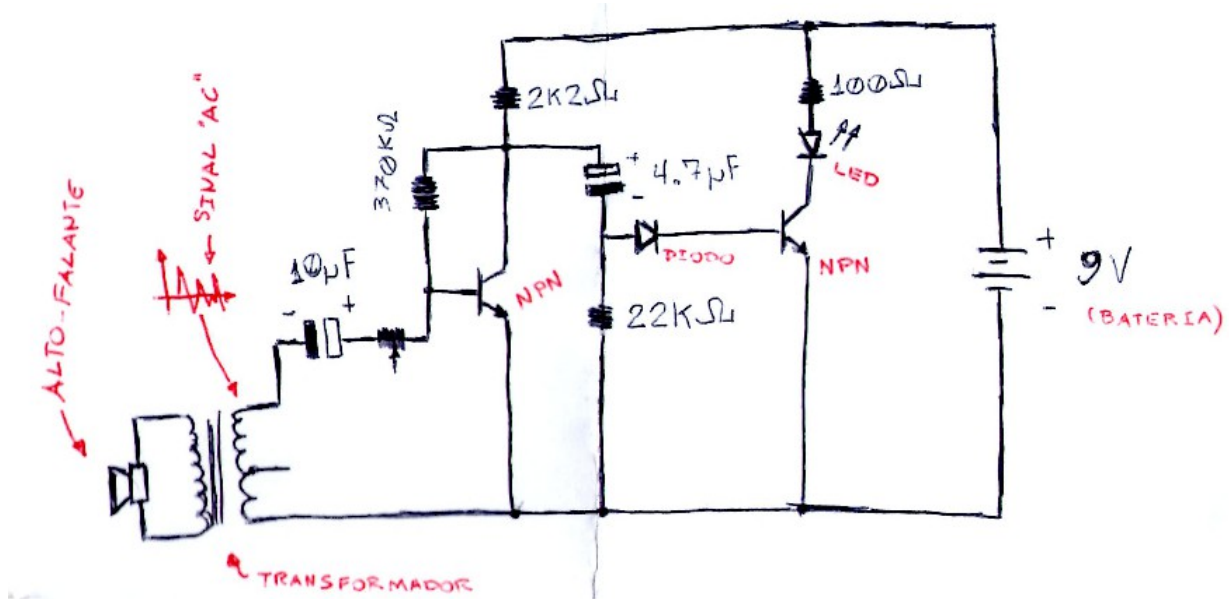 2K2Ω
100Ω
SINAL "AC"
370KΩ
+
4.7µF
-
LED
ALTO-FALANTE
10µF
DIODO
NPN
NPN
-
+
22KΩ
+
9V
-
(BATERIA)
TRANSFORMADOR